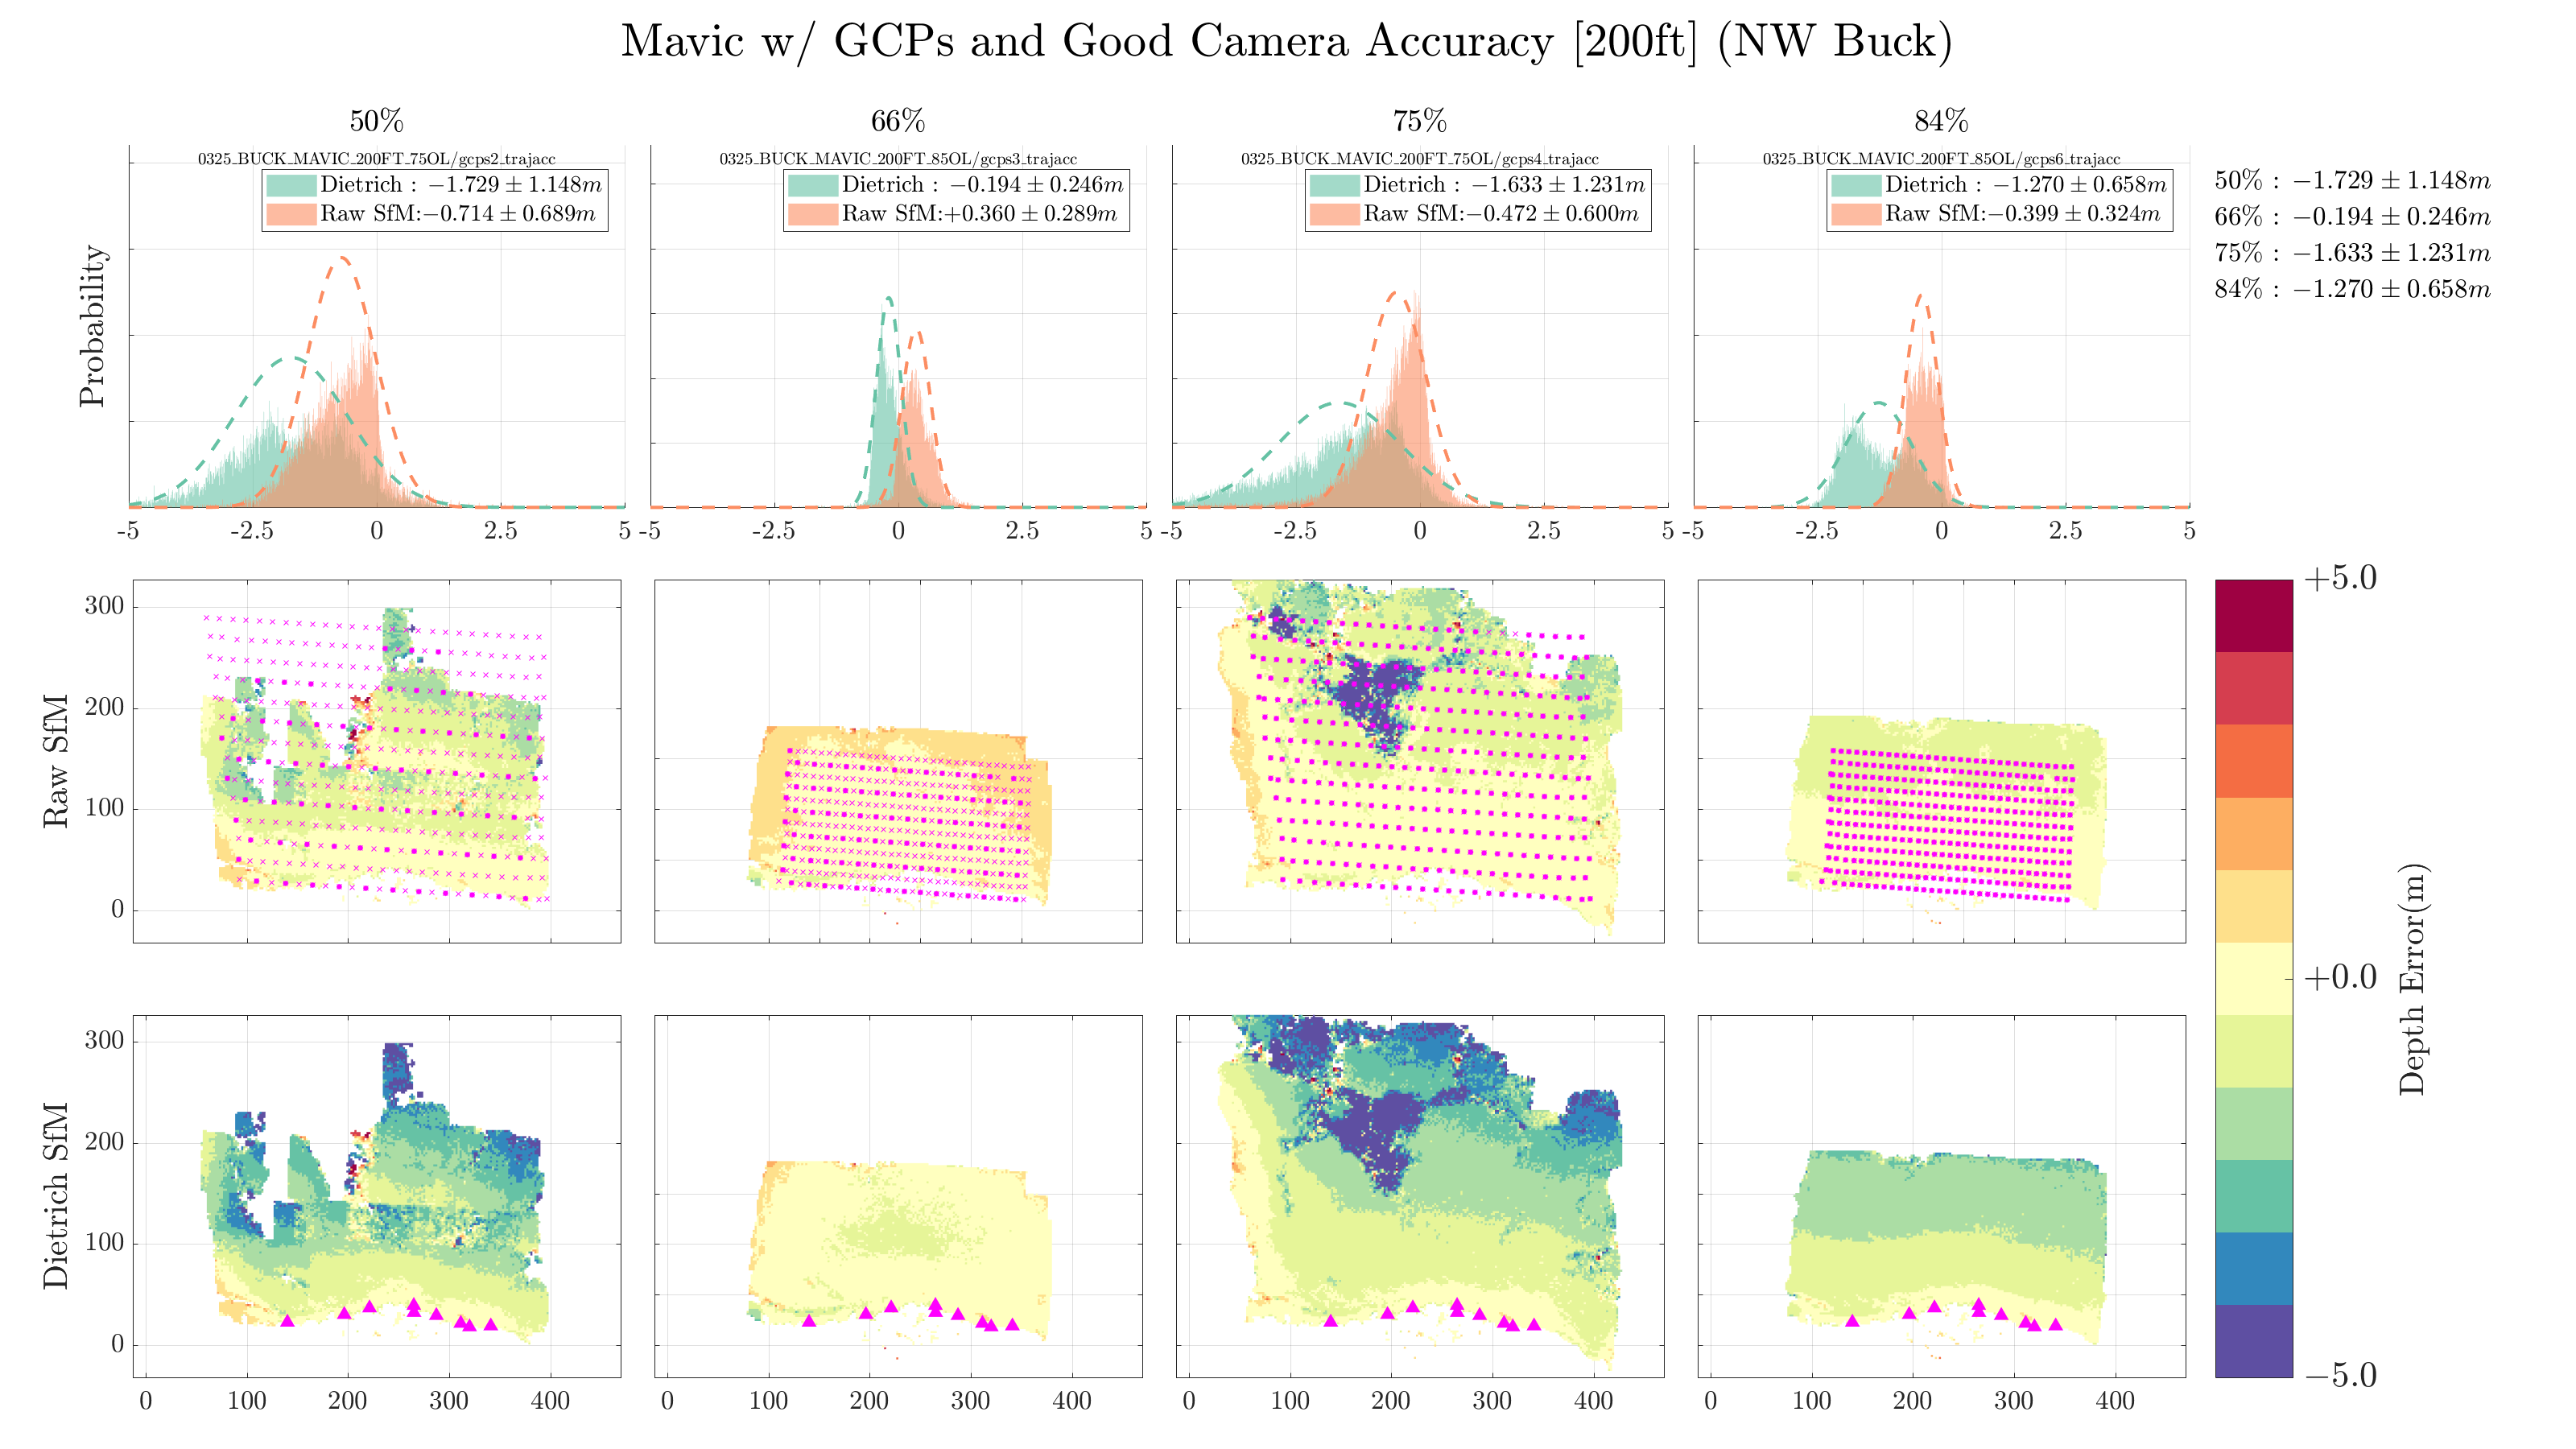 Mavic w/ GCPs and Good Camera Accuracy [200ft] (NW Buck)
50%
66%
75%
84%
0325_BUCK_MAVIC_200FT_75OL/gcps2_trajacc
Dietrich : −1.729 ± 1.148m
Raw SfM:−0.714 ± 0.689m
0325_BUCK_MAVIC_200FT_85OL/gcps3_trajacc
Dietrich : −0.194 ± 0.246m
Raw SfM:+0.360 ± 0.289m
0325_BUCK_MAVIC_200FT_75OL/gcps4_trajacc
Dietrich : −1.633 ± 1.231m
Raw SfM:−0.472 ± 0.600m
0325_BUCK_MAVIC_200FT_85OL/gcps6_trajacc
Dietrich : −1.270 ± 0.658m
Raw SfM:−0.399 ± 0.324m
50% : −1.729 ± 1.148m
66% : −0.194 ± 0.246m
75% : −1.633 ± 1.231m
84% : −1.270 ± 0.658m
Probability
-5 -2.5 0 2.5 5
-5 -2.5 0 2.5 5
-5 -2.5 0 2.5 5
-5 -2.5 0 2.5 5
Raw SfM
300
200
100
0
Dietrich SfM
300
200
100
0
0 100 200 300 400
0 100 200 300 400
0 100 200 300 400
0 100 200 300 400
+5.0
+0.0
−5.0
Depth Error(m)